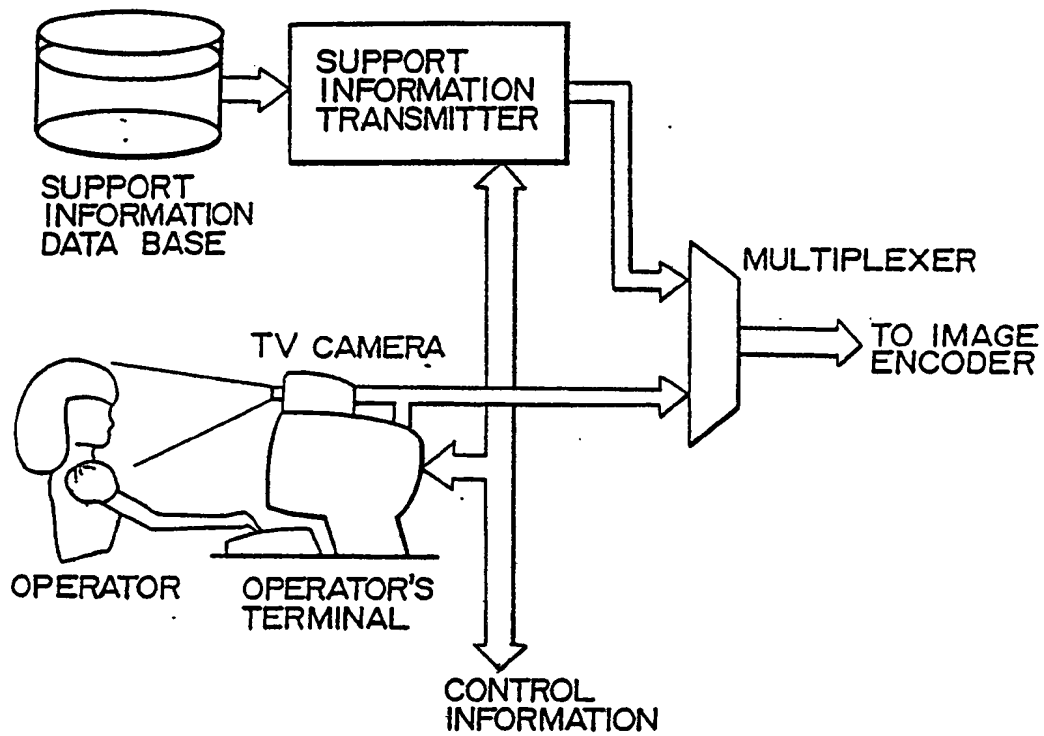 SUPPORT
INFORMATION
TRANSMITTER
SUPPORT
INFORMATION
DATA BASE
MULTIPLEXER
TO IMAGE
ENCODER
TV CAMERA
OPERATOR
OPERATOR'S
TERMINAL
CONTROL
INFORMATION